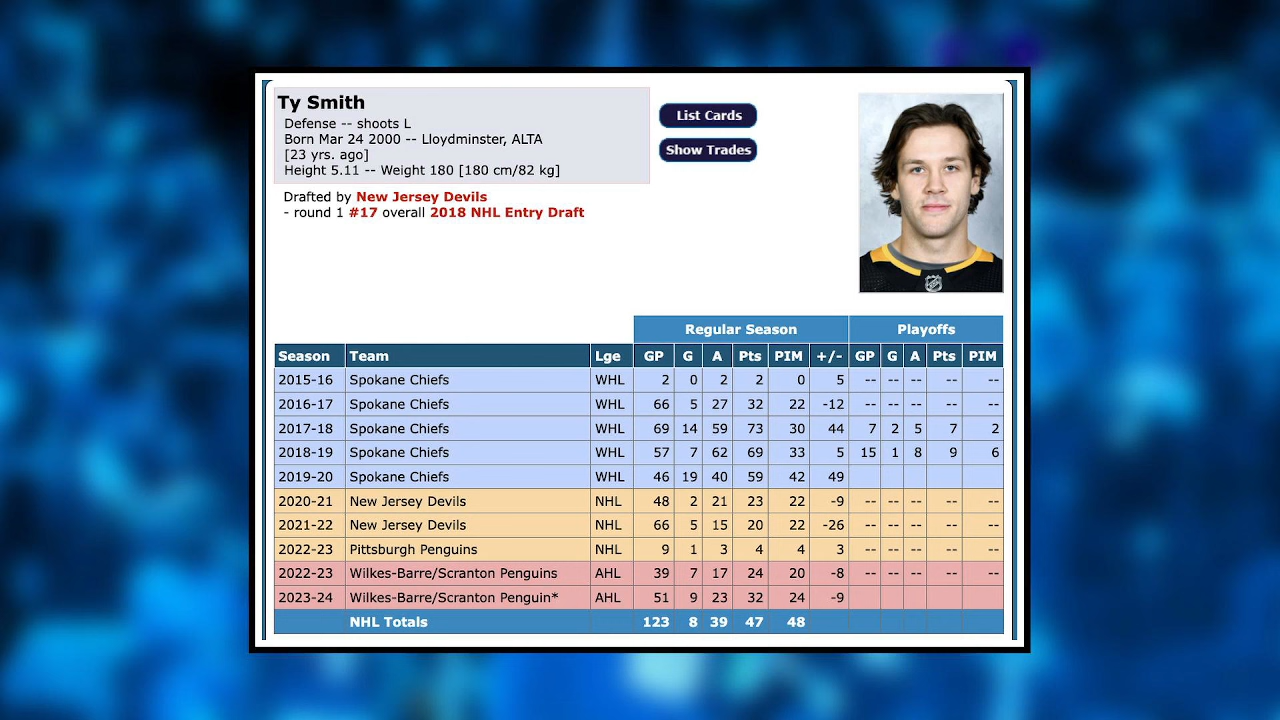 Ty Smith
Defense -- shoots L
Born Mar 24 2000 -- Lloydminster, ALTA
[23 yrs. ago]
Height 5.11 -- Weight 180 [180 cm/82 kg]
Drafted by New Jersey Devils
- round 1 #17 overall 2018 NHL Entry Draft
List Cards
Show Trades
Regular Season Playoffs
Season Team Lge GP G A Pts PIM +/- GP G A Pts PIM
2015-16 Spokane Chiefs WHL 2 0 2 2 0 5 -- -- -- -- --
2016-17 Spokane Chiefs WHL 66 5 27 32 22 -12 -- -- -- -- --
2017-18 Spokane Chiefs WHL 69 14 59 73 30 44 7 2 5 7 2
2018-19 Spokane Chiefs WHL 57 7 62 69 33 5 15 1 8 9 6
2019-20 Spokane Chiefs WHL 46 19 40 59 42 49
2020-21 New Jersey Devils NHL 48 2 21 23 22 -9 -- -- -- -- --
2021-22 New Jersey Devils NHL 66 5 15 20 22 -26 -- -- -- -- --
2022-23 Pittsburgh Penguins NHL 9 1 3 4 4 3 -- -- -- -- --
2022-23 Wilkes-Barre/Scranton Penguins AHL 39 7 17 24 20 -8 -- -- -- -- --
2023-24 Wilkes-Barre/Scranton Penguin* AHL 51 9 23 32 24 -9
NHL Totals 123 8 39 47 48